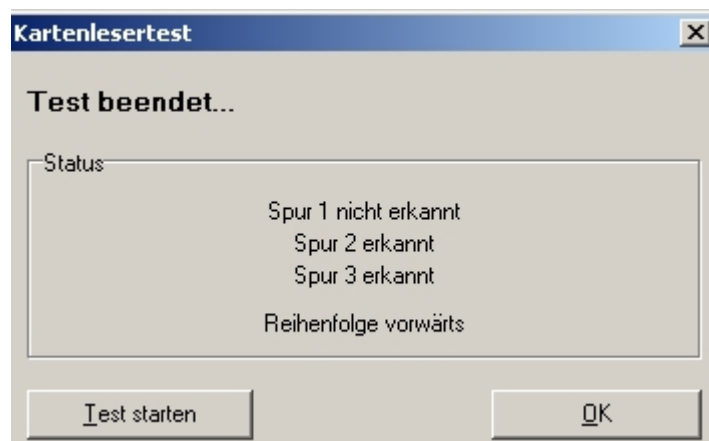 Kartenlesertest
Test beendet...
Status
Spur 1 nicht erkannt
Spur 2 erkannt
Spur 3 erkannt
Reihenfolge vorwärts
Test starten
OK